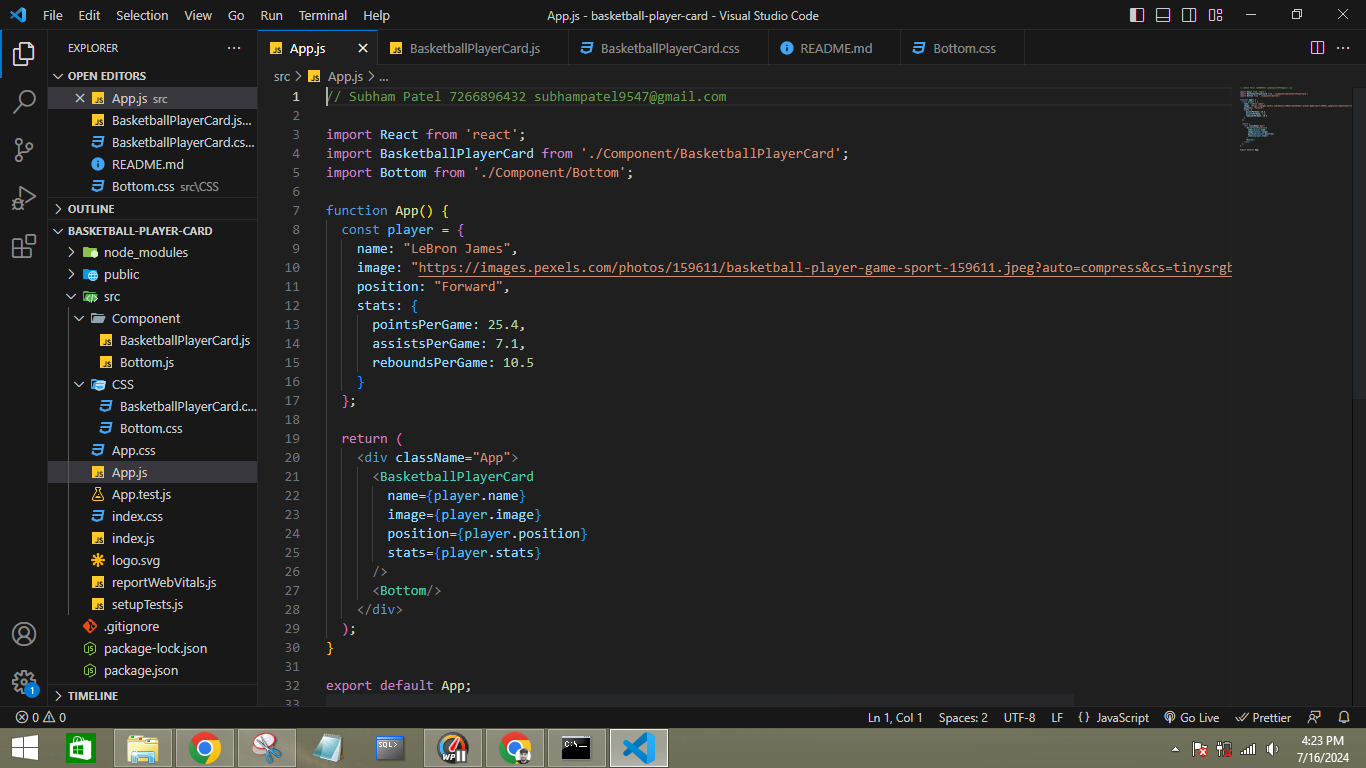 File Edit Selection View Go Run Terminal Help
App.js - basketball-player-card - Visual Studio Code
EXPLORER
OPEN EDITORS
App.js src
BasketballPlayerCard.js...
BasketballPlayerCard.cs...
README.md
Bottom.css src\CSS
OUTLINE
BASKETBALL-PLAYER-CARD
node_modules
public
src
Component
BasketballPlayerCard.js
Bottom.js
CSS
BasketballPlayerCard.c...
Bottom.css
App.css
App.js
App.test.js
index.css
index.js
logo.svg
reportWebVitals.js
setupTests.js
.gitignore
package-lock.json
package.json
TIMELINE
App.js BasketballPlayerCard.js BasketballPlayerCard.css README.md Bottom.css
src > App.js > ...
1 // Subham Patel 7266896432 subhampatel9547@gmail.com
2
3 import React from 'react';
4 import BasketballPlayerCard from './Component/BasketballPlayerCard';
5 import Bottom from './Component/Bottom';
6
7 function App() {
8 const player = {
9 name: "LeBron James",
10 image: "https://images.pexels.com/photos/159611/basketball-player-game-sport-159611.jpeg?auto=compress&cs=tinysrgb
11 position: "Forward",
12 stats: {
13 pointsPerGame: 25.4,
14 assistsPerGame: 7.1,
15 reboundsPerGame: 10.5
16 }
17 };
18
19 return (
20 <div className="App">
21 <BasketballPlayerCard
22 name={player.name}
23 image={player.image}
24 position={player.position}
25 stats={player.stats}
26 />
27 <Bottom/>
28 </div>
29 );
30 }
31
32 export default App;
33
0 0
Ln 1, Col 1 Spaces: 2 UTF-8 LF {} JavaScript Go Live Prettier
1
SQL>
WP
C:\_
4:23 PM
7/16/2024